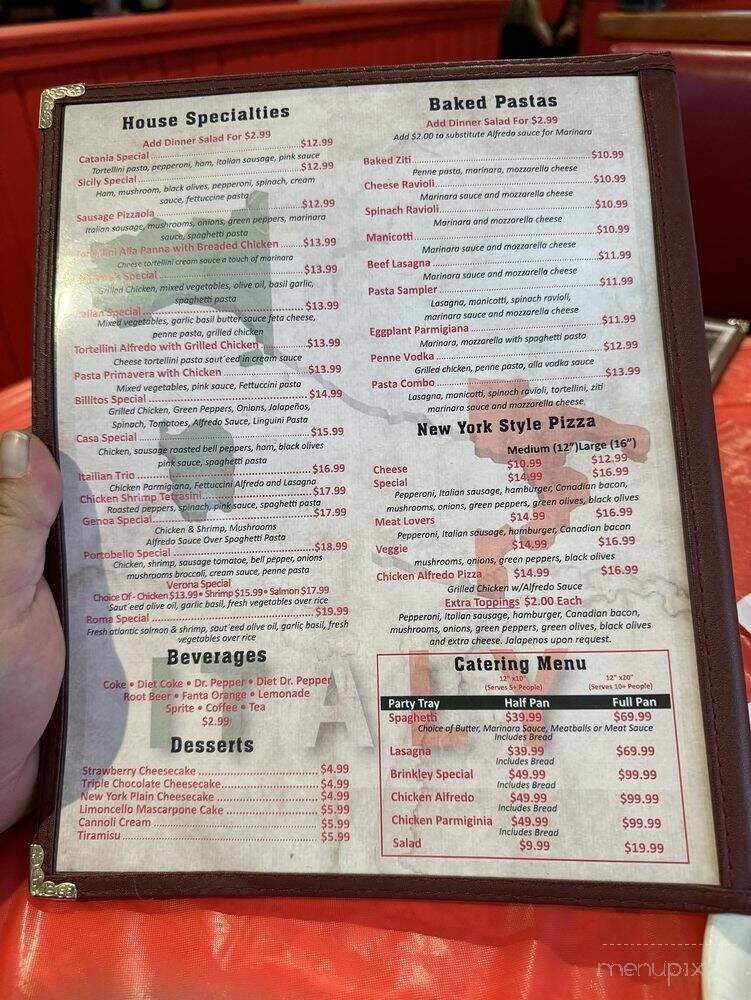 House Specialties
Add Dinner Salad For $2.99
Catania Special $12.99
Tortellini pasta, pepperoni, ham, italian sausage, pink sauce
Sicily Special $12.99
Ham, mushroom, black olives, pepperoni, spinach, cream
sauce, fettuccine pasta
Sausage Pizzaola $12.99
Italian sausage, mushrooms, onions, green peppers, marinara
sauce, spaghetti pasta
Tortellini Alla Panna with Breaded Chicken $13.99
Cheese tortellini cream sauce a touch of marinara
Special $13.99
Grilled Chicken, mixed vegetables, olive oil, basil garlic,
spaghetti pasta
Italian Special $13.99
Mixed vegetables, garlic basil butter sauce feta cheese,
penne pasta, grilled chicken
Tortellini Alfredo with Grilled Chicken $13.99
Cheese tortellini pasta saut´eed in cream sauce
Pasta Primavera with Chicken $13.99
Mixed vegetables, pink sauce, Fettuccini pasta
Billitos Special $14.99
Grilled Chicken, Green Peppers, Onions, Jalapeños,
Spinach, Tomatoes, Alfredo Sauce, Linguini Pasta
Casa Special $15.99
Chicken, sausage roasted bell peppers, ham, black olives
pink sauce, spaghetti pasta
Itailian Trio $16.99
Chicken Parmigiana, Fettuccini Alfredo and Lasagna
Chicken Shrimp Tettrasini $17.99
Roasted peppers, spinach, pink sauce, spaghetti pasta
Genoa Special $17.99
Chicken & Shrimp, Mushrooms
Alfredo Sauce Over Spaghetti Pasta
Portobello Special $18.99
Chicken, shrimp, sausage tomatoe, bell pepper, onions
mushrooms broccoli, cream sauce, penne pasta
Verona Special
Choice Of - Chicken $13.99 • Shrimp $15.99 • Salmon $17.99
Saut´eed olive oil, garlic basil, fresh vegetables over rice
Roma Special $19.99
Fresh atlantic salmon & shrimp, saut´eed olive oil, garlic basil, fresh
vegetables over rice
Beverages
Coke • Diet Coke • Dr. Pepper • Diet Dr. Pepper
Root Beer • Fanta Orange • Lemonade
Sprite • Coffee • Tea
$2.99
Desserts
Strawberry Cheesecake $4.99
Triple Chocolate Cheesecake $4.99
New York Plain Cheesecake $4.99
Limoncello Mascarpone Cake $5.99
Cannoli Cream $5.99
Tiramisu $5.99
Baked Pastas
Add Dinner Salad For $2.99
Add $2.00 to substitute Alfredo sauce for Marinara
Baked Ziti $10.99
Penne pasta, marinara, mozzarella cheese
Cheese Ravioli $10.99
Marinara sauce and mozzarella cheese
Spinach Ravioli $10.99
Marinara and mozzarella cheese
Manicotti $10.99
Marinara sauce and mozzarella cheese
Beef Lasagna $11.99
Marinara sauce and mozzarella cheese
Pasta Sampler $11.99
Lasagna, manicotti, spinach ravioli,
marinara sauce and mozzarella cheese
Eggplant Parmigiana $11.99
Marinara, mozzarella with spaghetti pasta
Penne Vodka $12.99
Grilled chicken, penne pasta, alla vodka sauce
Pasta Combo $13.99
Lasagna, manicotti, spinach ravioli, tortellini, ziti
marinara sauce and mozzarella cheese
New York Style Pizza
Medium (12")Large (16")
Cheese $10.99 $12.99
Special $14.99 $16.99
Pepperoni, Italian sausage, hamburger, Canadian bacon,
mushrooms, onions, green peppers, green olives, black olives
Meat Lovers $14.99 $16.99
Pepperoni, Italian sausage, hamburger, Canadian bacon
Veggie $14.99 $16.99
mushrooms, onions, green peppers, black olives
Chicken Alfredo Pizza $14.99 $16.99
Grilled Chicken w/Alfredo Sauce
Extra Toppings $2.00 Each
Pepperoni, Italian sausage, hamburger, Canadian bacon,
mushrooms, onions, green peppers, green olives, black olives
and extra cheese. Jalapenos upon request.
ITALY
Catering Menu
12" x10" 12" x20"
(Serves 5+ People) (Serves 10+ People)
Party Tray Half Pan Full Pan
Spaghetti $39.99 $69.99
Choice of Butter, Marinara Sauce, Meatballs or Meat Sauce
Includes Bread
Lasagna $39.99 $69.99
Includes Bread
Brinkley Special $49.99 $99.99
Includes Bread
Chicken Alfredo $49.99 $99.99
Includes Bread
Chicken Parmiginia $49.99 $99.99
Includes Bread
Salad $9.99 $19.99
menupix